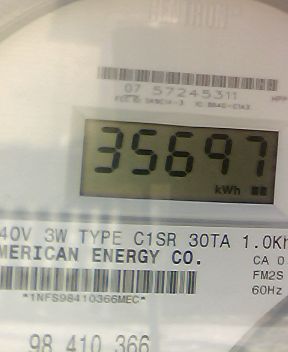 07 57245311
35697
kWh
40V 3W TYPE C1SR 30TA 1.0Kh
MERICAN ENERGY CO.
CA 0
FM2S
60Hz
*1NFS98410366MEC*
98 410 366